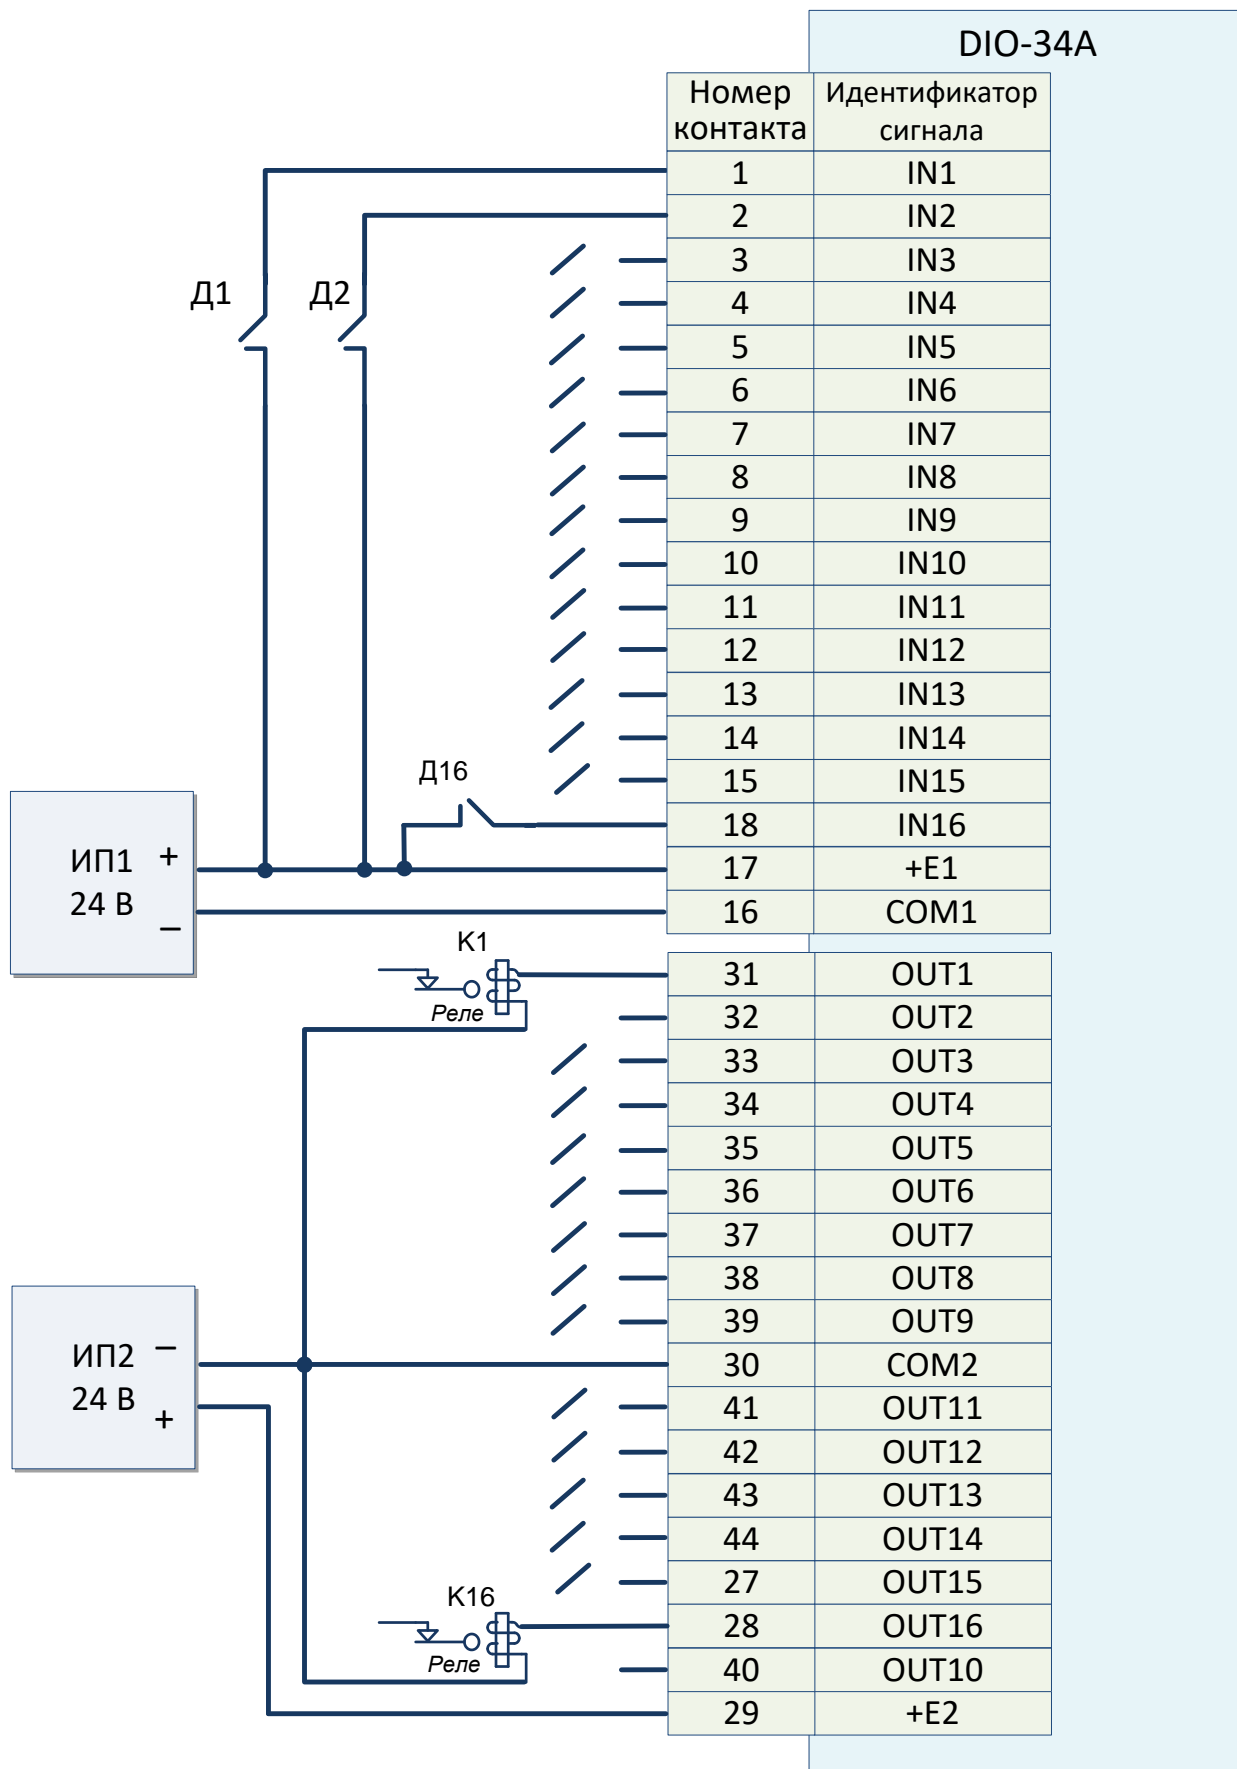 DIO-34A
Номер контакта Идентификатор сигнала
1 IN1
2 IN2
3 IN3
Д1 Д2 4 IN4
5 IN5
6 IN6
7 IN7
8 IN8
9 IN9
10 IN10
11 IN11
12 IN12
13 IN13
14 IN14
Д16 15 IN15
18 IN16
ИП1 + 17 +E1
24 В − 16 COM1
К1
31 OUT1
Реле 32 OUT2
33 OUT3
34 OUT4
35 OUT5
36 OUT6
37 OUT7
38 OUT8
39 OUT9
ИП2 − 30 COM2
24 В + 41 OUT11
42 OUT12
43 OUT13
44 OUT14
27 OUT15
К16 28 OUT16
Реле 40 OUT10
29 +E2